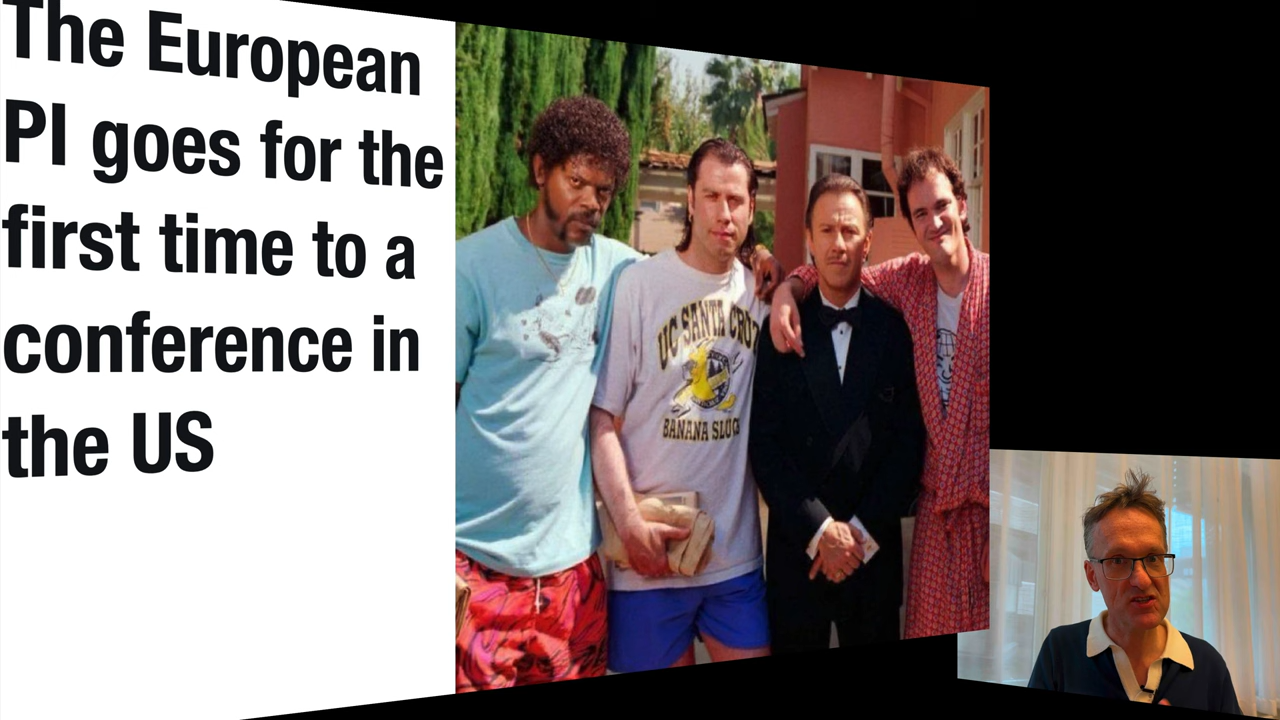 The European
PI goes for the
first time to a
conference in
the US
UC SANTA CRUZ
BANANA SLUGS